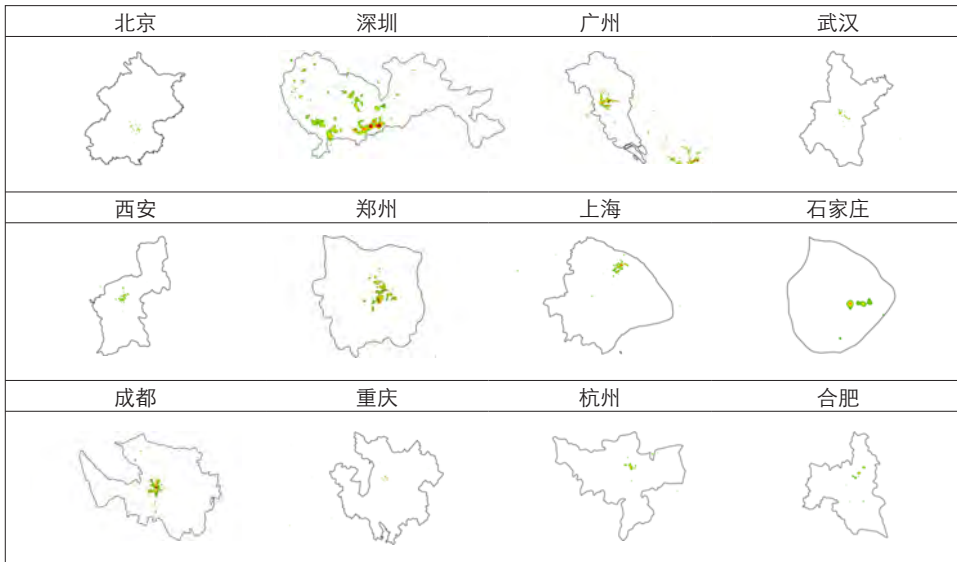 北京 深圳 广州 武汉
西安 郑州 上海 石家庄
成都 重庆 杭州 合肥